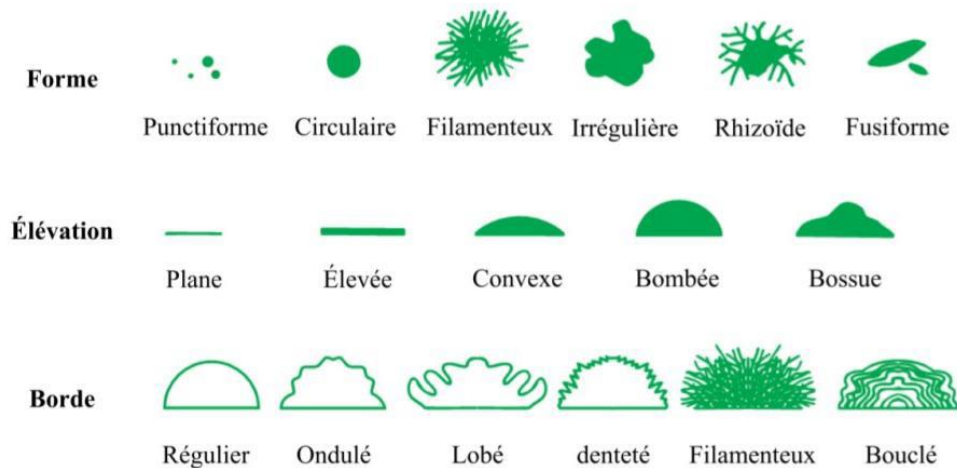 Forme
Punctiforme Circulaire Filamenteux Irrégulière Rhizoïde Fusiforme
Élévation
Plane Élevée Convexe Bombée Bossue
Borde
Régulier Ondulé Lobé denteté Filamenteux Bouclé